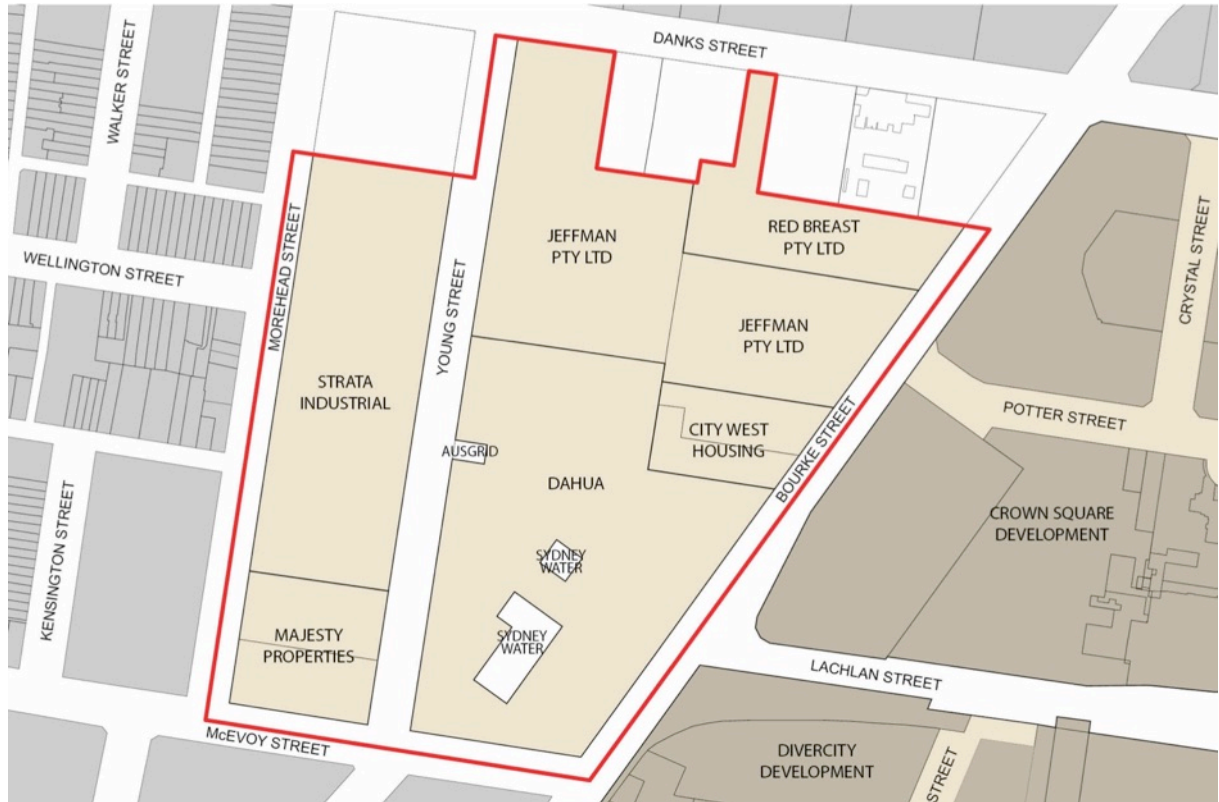 DANKS STREET
WALKER STREET
CRYSTAL STREET
WELLINGTON STREET
MOREHEAD STREET
YOUNG STREET
JEFFMAN
PTY LTD
RED BREAST
PTY LTD
JEFFMAN
PTY LTD
STRATA
INDUSTRIAL
POTTER STREET
CITY WEST
HOUSING
AUSGRID
BOURKE STREET
DAHUA
CROWN SQUARE
DEVELOPMENT
KENSINGTON STREET
SYDNEY
WATER
SYDNEY
WATER
MAJESTY
PROPERTIES
LACHLAN STREET
McEVOY STREET
DIVERCITY
DEVELOPMENT
STREET